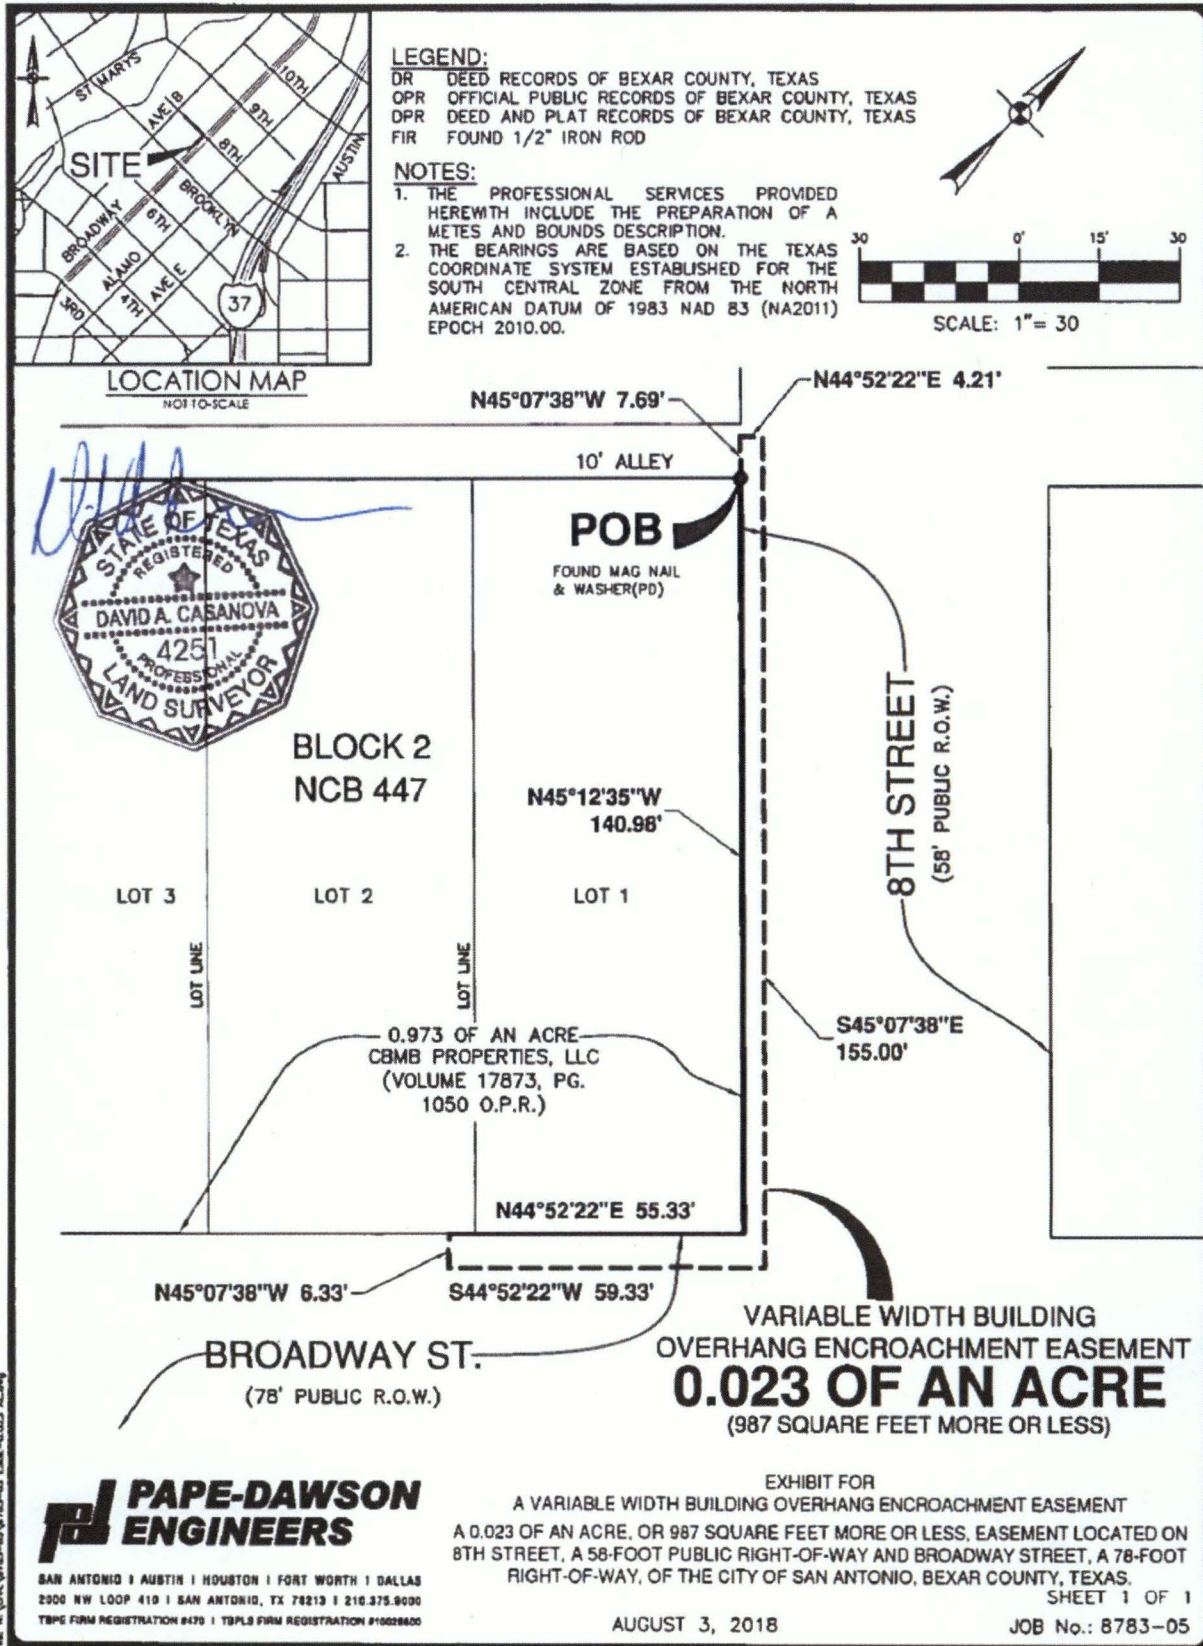 ST MARYS
AVE B
10TH
9TH
8TH
AUSTIN
SITE
BROOKLYN
BROADWAY
6TH
ALAMO
AVE E
4TH
3RD
37
LOCATION MAP
NOT-TO-SCALE
LEGEND:
DR DEED RECORDS OF BEXAR COUNTY, TEXAS
OPR OFFICIAL PUBLIC RECORDS OF BEXAR COUNTY, TEXAS
DPR DEED AND PLAT RECORDS OF BEXAR COUNTY, TEXAS
FIR FOUND 1/2" IRON ROD
NOTES:
1. THE PROFESSIONAL SERVICES PROVIDED
HEREWITH INCLUDE THE PREPARATION OF A
METES AND BOUNDS DESCRIPTION.
2. THE BEARINGS ARE BASED ON THE TEXAS
COORDINATE SYSTEM ESTABLISHED FOR THE
SOUTH CENTRAL ZONE FROM THE NORTH
AMERICAN DATUM OF 1983 NAD 83 (NA2011)
EPOCH 2010.00.
30 0' 15' 30
SCALE: 1"= 30
N45°07'38"W 7.69'
N44°52'22"E 4.21'
10' ALLEY
POB
FOUND MAG NAIL
& WASHER(PD)
STATE OF TEXAS
REGISTERED
DAVID A. CASANOVA
4251
PROFESSIONAL
LAND SURVEYOR
BLOCK 2
NCB 447
N45°12'35"W
140.98'
8TH STREET
(58' PUBLIC R.O.W.)
LOT 3
LOT 2
LOT 1
LOT LINE
LOT LINE
0.973 OF AN ACRE
CBMB PROPERTIES, LLC
(VOLUME 17873, PG.
1050 O.P.R.)
S45°07'38"E
155.00'
N44°52'22"E 55.33'
N45°07'38"W 6.33'
S44°52'22"W 59.33'
BROADWAY ST.
(78' PUBLIC R.O.W.)
VARIABLE WIDTH BUILDING
OVERHANG ENCROACHMENT EASEMENT
0.023 OF AN ACRE
(987 SQUARE FEET MORE OR LESS)
PAPE-DAWSON
ENGINEERS
SAN ANTONIO I AUSTIN I HOUSTON I FORT WORTH I DALLAS
2000 NW LOOP 410 I SAN ANTONIO, TX 78213 I 210.375.9000
TBPE FIRM REGISTRATION #470 I TBPLS FIRM REGISTRATION #10028800
EXHIBIT FOR
A VARIABLE WIDTH BUILDING OVERHANG ENCROACHMENT EASEMENT
A 0.023 OF AN ACRE, OR 987 SQUARE FEET MORE OR LESS, EASEMENT LOCATED ON
8TH STREET, A 58-FOOT PUBLIC RIGHT-OF-WAY AND BROADWAY STREET, A 78-FOOT
RIGHT-OF-WAY, OF THE CITY OF SAN ANTONIO, BEXAR COUNTY, TEXAS.
SHEET 1 OF 1
AUGUST 3, 2018
JOB No.: 8783-05